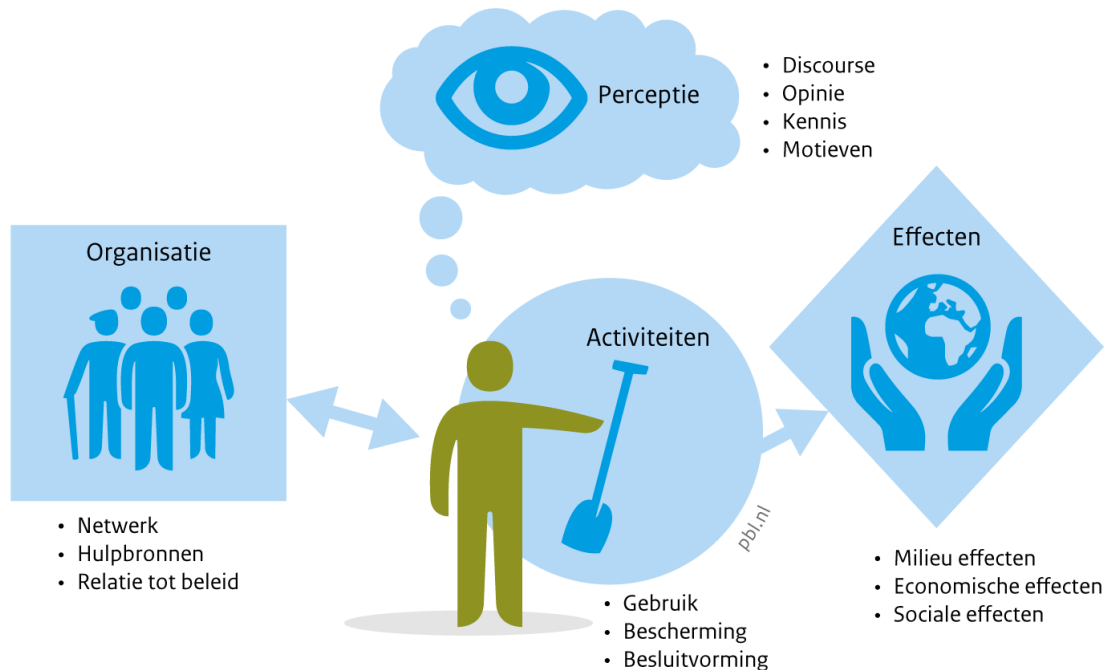 Perceptie
• Discourse
• Opinie
• Kennis
• Motieven
Organisatie
• Netwerk
• Hulpbronnen
• Relatie tot beleid
Activiteiten
• Gebruik
• Bescherming
• Besluitvorming
pbl.nl
Effecten
• Milieu effecten
• Economische effecten
• Sociale effecten